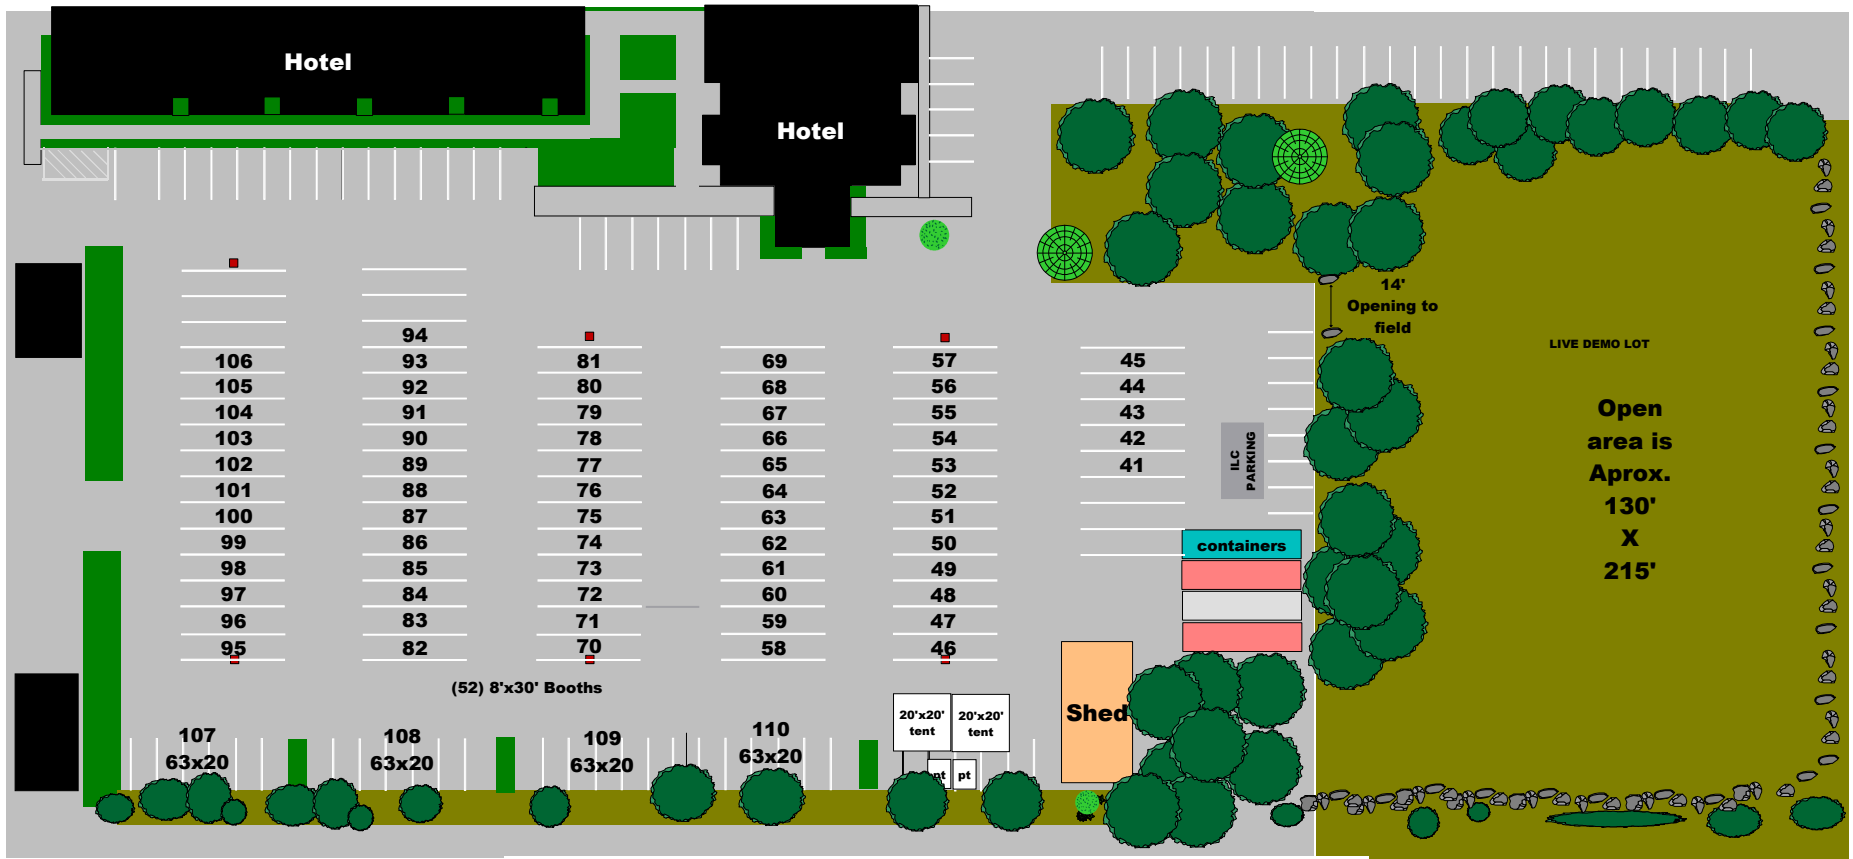 Hotel
Hotel
14'
Opening to
field
LIVE DEMO LOT
Open
area is
Aprox.
130'
X
215'
94
106 93 81 69 57 45
105 92 80 68 56 44
104 91 79 67 55 43
103 90 78 66 54 42
102 89 77 65 53 41
101 88 76 64 52
100 87 75 63 51
99 86 74 62 50
98 85 73 61 49
97 84 72 60 48
96 83 71 59 47
95 82 70 58 46
ILC
PARKING
containers
(52) 8'x30' Booths
Shed
107
63x20
108
63x20
109
63x20
110
63x20
20'x20'
tent
20'x20'
tent
pt
pt